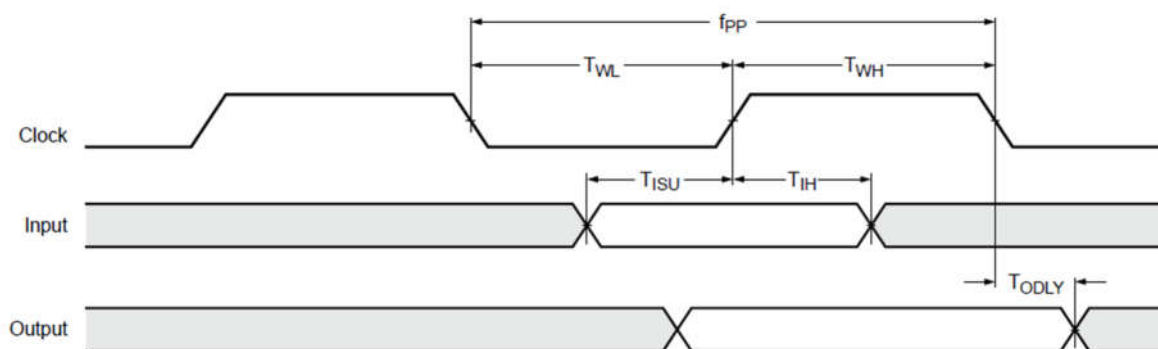 fPP
TWL
TWH
Clock
TISU
TIH
Input
TODLY
Output